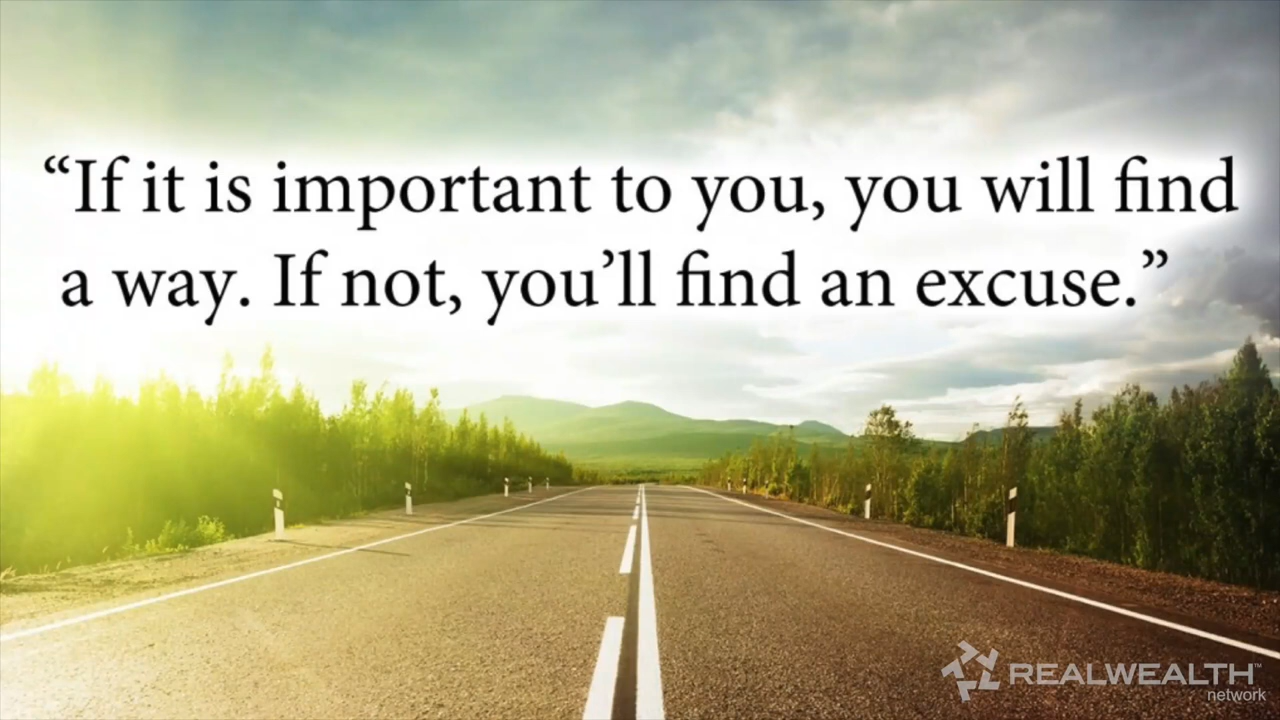 “If it is important to you, you will find
a way. If not, you’ll find an excuse.”
REALWEALTH™
network